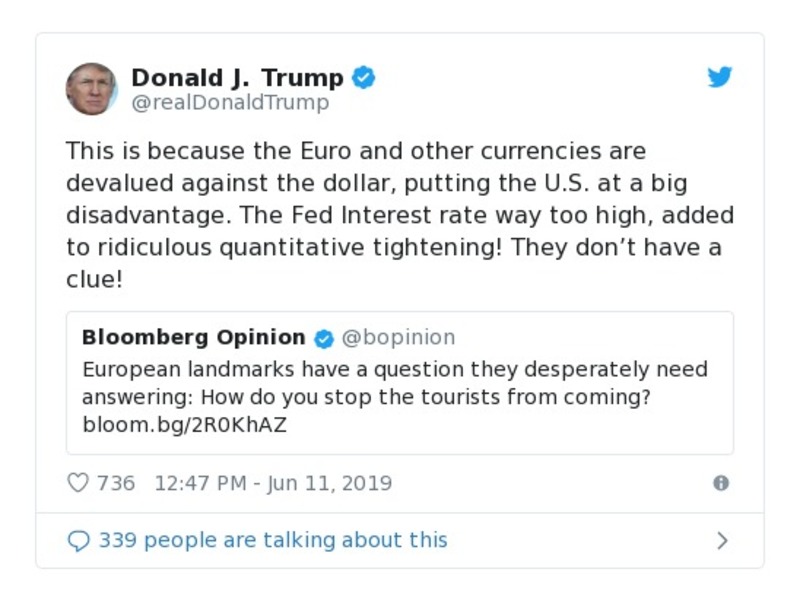 Donald J. Trump
@realDonaldTrump
This is because the Euro and other currencies are
devalued against the dollar, putting the U.S. at a big
disadvantage. The Fed Interest rate way too high, added
to ridiculous quantitative tightening! They don’t have a
clue!
Bloomberg Opinion @bopinion
European landmarks have a question they desperately need
answering: How do you stop the tourists from coming?
bloom.bg/2R0KhAZ
736 12:47 PM - Jun 11, 2019
339 people are talking about this